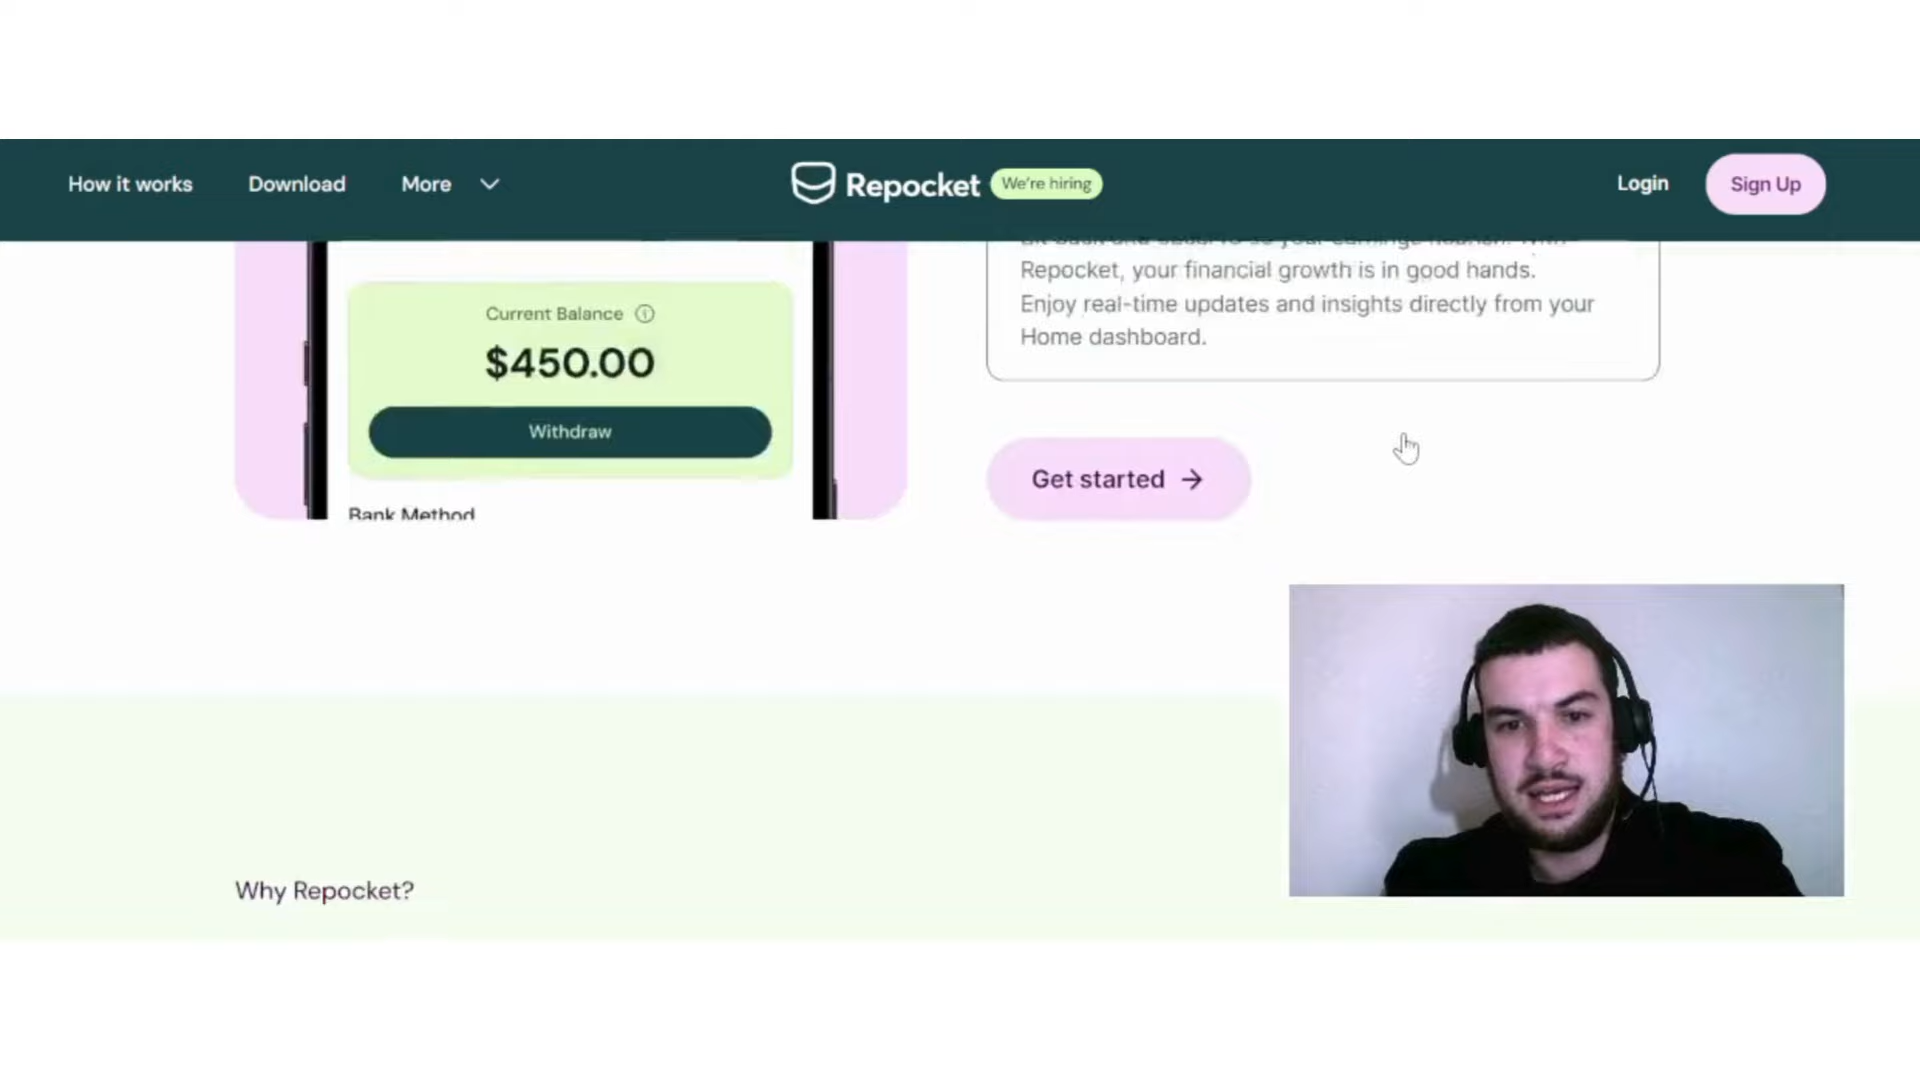 How it works
Download
More
Repocket
We're hiring
Login
Sign Up
Current Balance
$450.00
Withdraw
Bank Method
Repocket, your financial growth is in good hands.
Enjoy real-time updates and insights directly from your
Home dashboard.
Get started
Why Repocket?